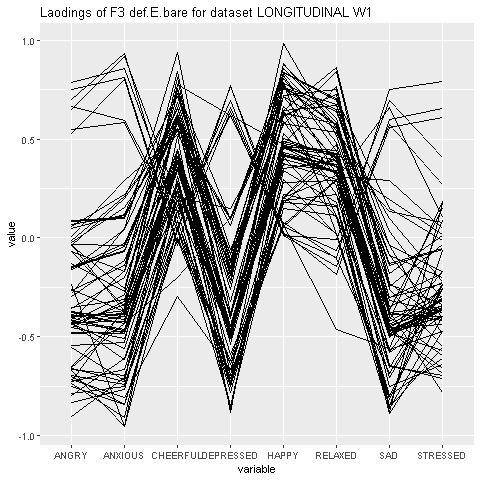 Laodings of F3 def.E.bare for dataset LONGITUDINAL W1
1.0
0.5
0.0
-0.5
-1.0
value
ANGRY ANXIOUS CHEERFULDEPRESSED HAPPY RELAXED SAD STRESSED
variable